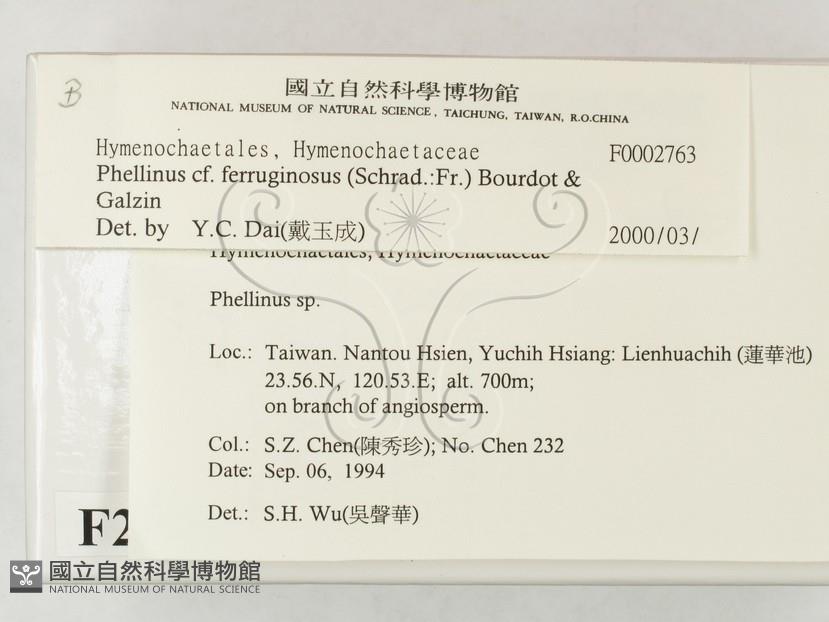 B
國立自然科學博物館
NATIONAL MUSEUM OF NATURAL SCIENCE, TAICHUNG, TAIWAN, R.O.CHINA
Hymenochaetales, Hymenochaetaceae F0002763
Phellinus cf. ferruginosus (Schrad.:Fr.) Bourdot &
Galzin
Det. by Y.C. Dai(戴玉成) 2000/03/
Hymenochaetales, Hymenochaetaceae
Phellinus sp.
Loc.: Taiwan. Nantou Hsien, Yuchih Hsiang: Lienhuachih (蓮華池)
23.56.N, 120.53.E; alt. 700m;
on branch of angiosperm.
Col.: S.Z. Chen(陳秀珍); No. Chen 232
Date: Sep. 06, 1994
Det.: S.H. Wu(吳聲華)
F2
國立自然科學博物館
NATIONAL MUSEUM OF NATURAL SCIENCE